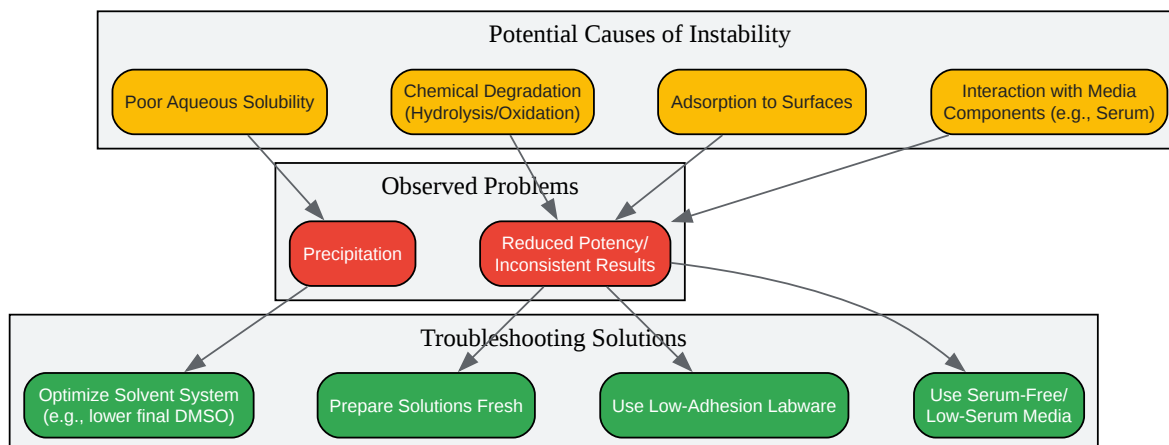 Potential Causes of Instability
Poor Aqueous Solubility
Chemical Degradation
(Hydrolysis/Oxidation)
Adsorption to Surfaces
Interaction with Media
Components (e.g., Serum)
Observed Problems
Precipitation
Reduced Potency/
Inconsistent Results
Troubleshooting Solutions
Optimize Solvent System
(e.g., lower final DMSO)
Prepare Solutions Fresh
Use Low-Adhesion Labware
Use Serum-Free/
Low-Serum Media